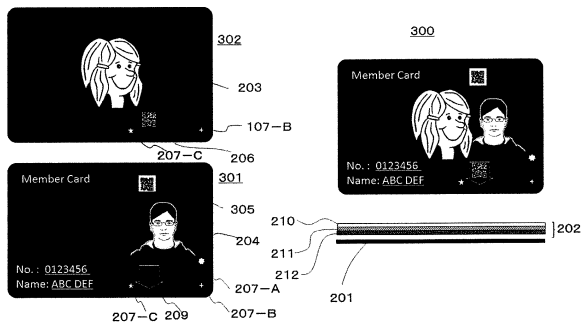 302
203
107-B
207-C
206
Member Card
301
305
204
No. : 0123456
Name: ABC DEF
207-A
207-C
209
207-B
300
Member Card
No. : 0123456
Name: ABC DEF
210
211
212
202
201